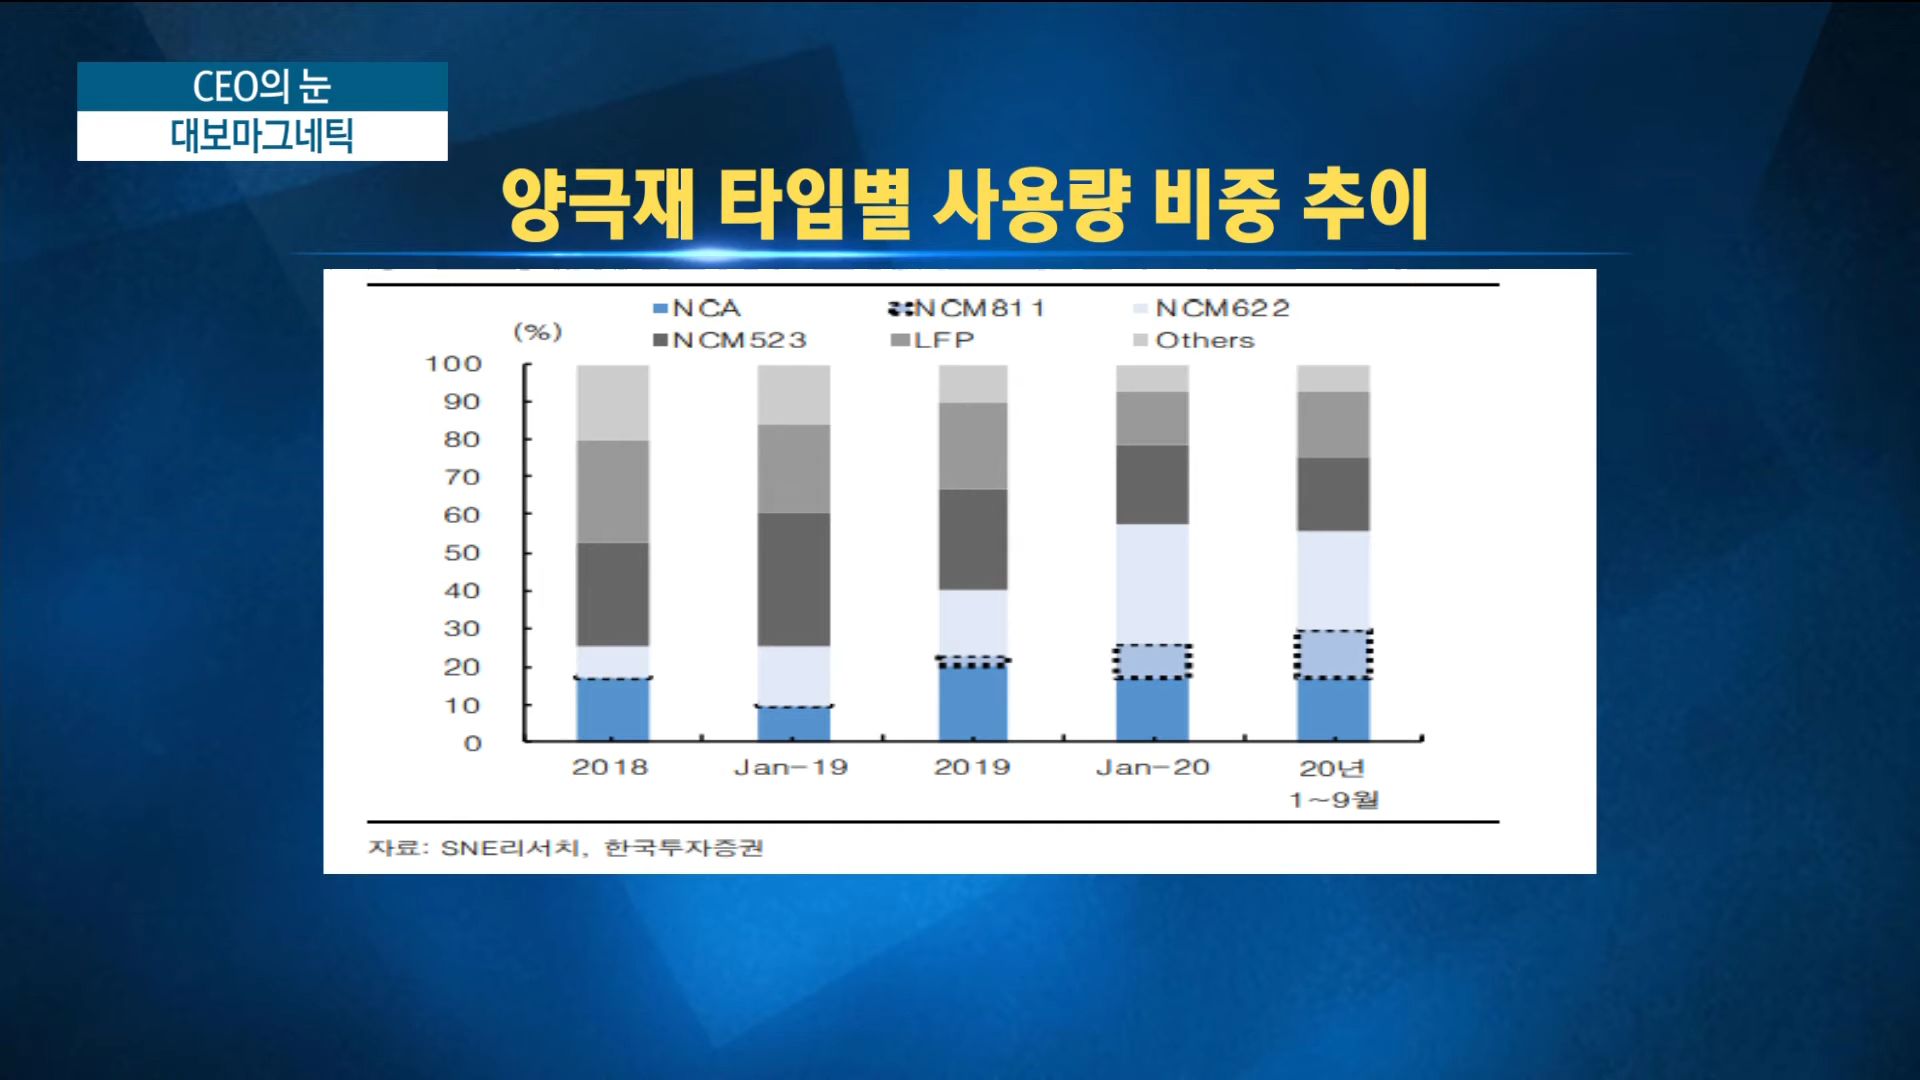 CEO의 눈
대보마그네틱
양극재 타입별 사용량 비중 추이
NCA NCM811 NCM622
(%)
NCM523 LFP Others
100
90
80
70
60
50
40
30
20
10
0
2018 Jan-19 2019 Jan-20 20년
1~9월
자료: SNE리서치, 한국투자증권